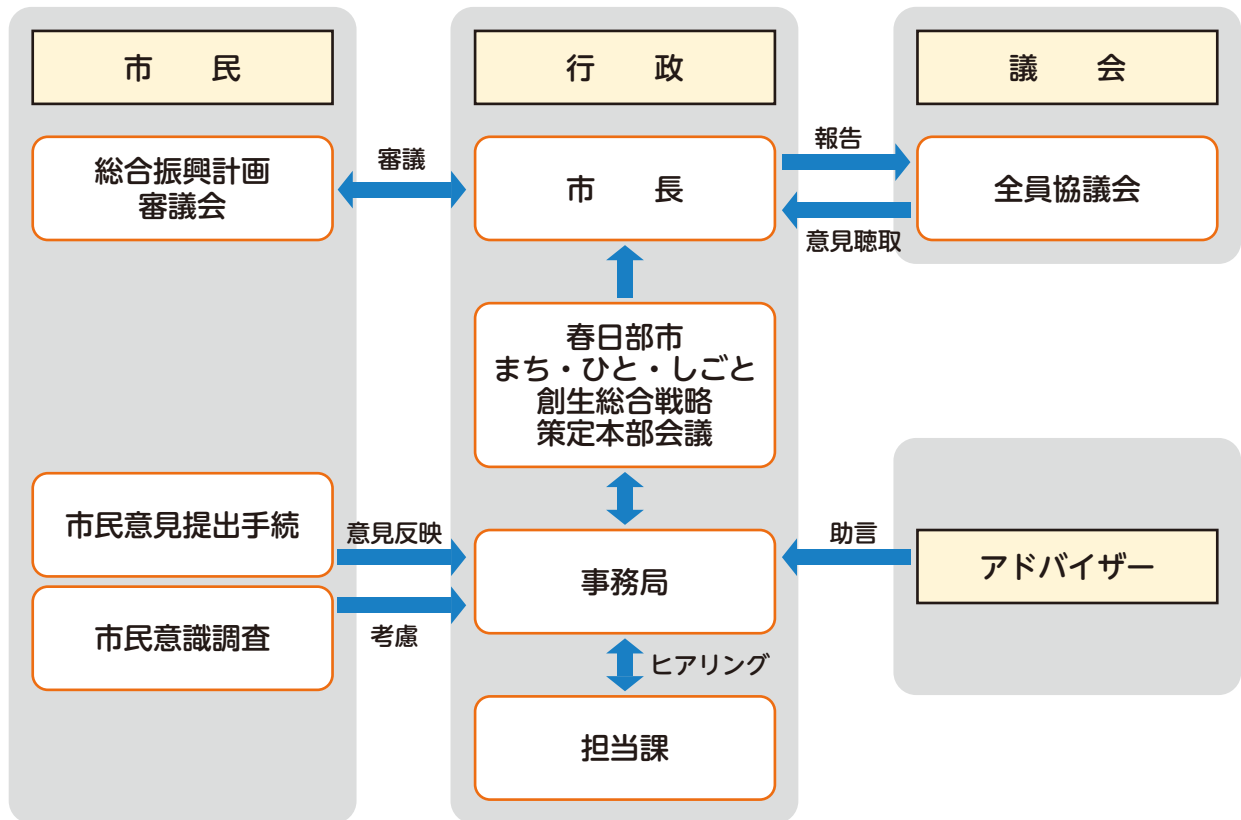 市　民
行　政
議　会
総合振興計画
審議会
審議
市　長
報告
意見聴取
全員協議会
春日部市
まち・ひと・しごと
創生総合戦略
策定本部会議
市民意見提出手続
意見反映
市民意識調査
考慮
事務局
助言
アドバイザー
ヒアリング
担当課